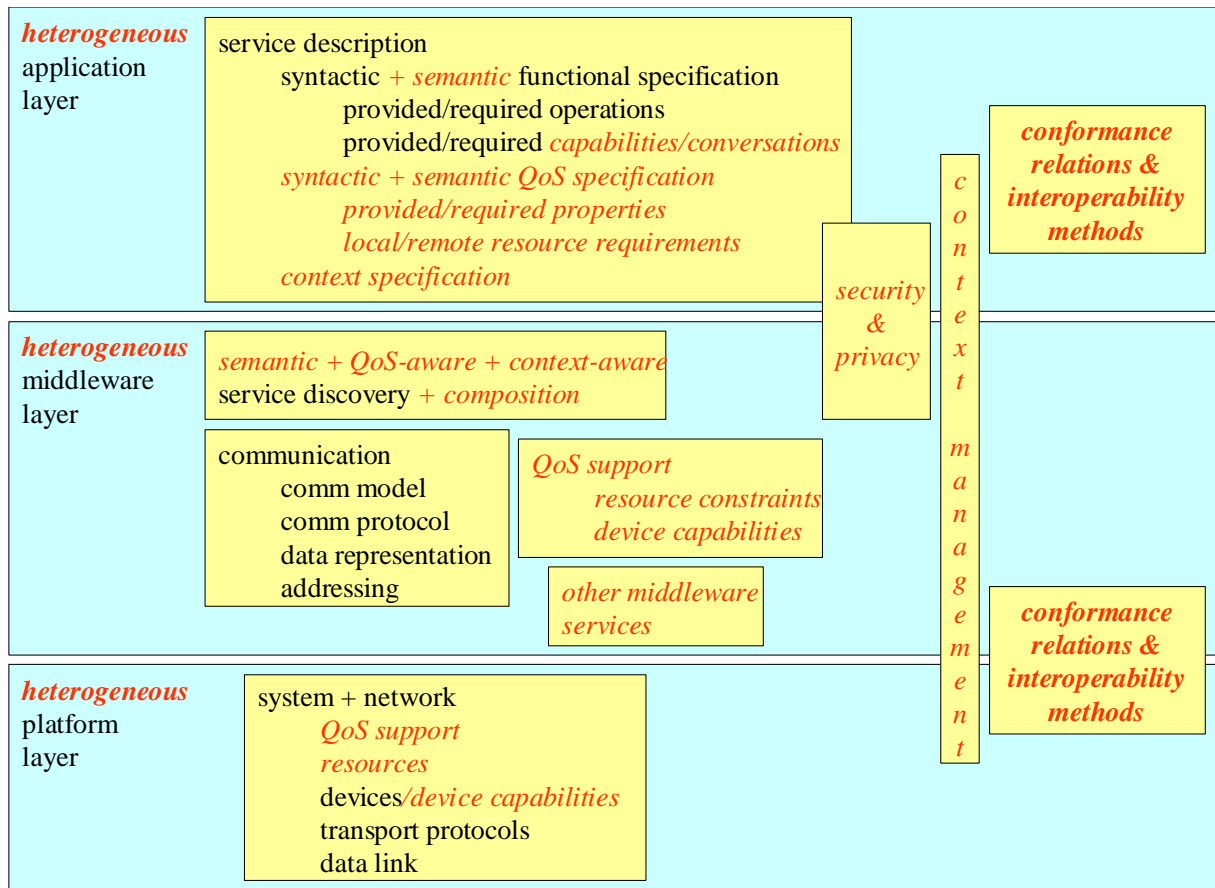 heterogeneous
application
layer
service description
syntactic + semantic functional specification
provided/required operations
provided/required capabilities/conversations
syntactic + semantic QoS specification
provided/required properties
local/remote resource requirements
context specification
security
&
privacy
context management
conformance
relations &
interoperability
methods
heterogeneous
middleware
layer
semantic + QoS-aware + context-aware
service discovery + composition
communication
comm model
comm protocol
data representation
addressing
QoS support
resource constraints
device capabilities
other middleware
services
conformance
relations &
interoperability
methods
heterogeneous
platform
layer
system + network
QoS support
resources
devices/device capabilities
transport protocols
data link